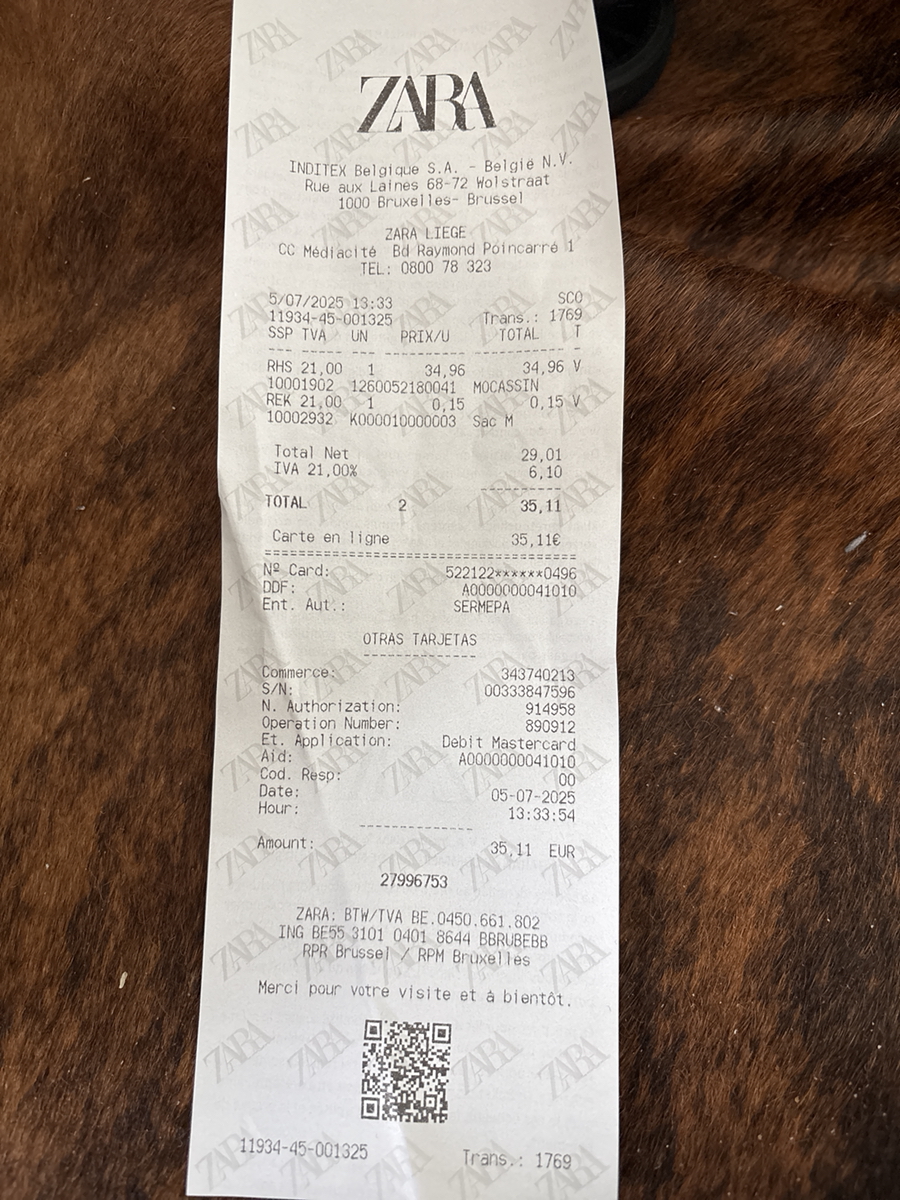 ZARA
INDITEX Belgique S.A. - België N.V.
Rue aux Laines 68-72 Wolstraat
1000 Bruxelles- Brussel
ZARA LIEGE
CC Médiacité Bd Raymond Poincarré 1
TEL: 0800 78 323
5/07/2025 13:33 SCO
11934-45-001325 Trans.: 1769
SSP TVA UN PRIX/U TOTAL T
RHS 21,00 1 34,96 34,96 V
10001902 1260052180041 MOCASSIN
REK 21,00 1 0,15 0,15 V
10002932 K000010000003 Sac M
Total Net 29,01
IVA 21,00% 6,10
TOTAL 2 35,11
Carte en ligne 35,11€
Nº Card: 522122******0496
DDF: A0000000041010
Ent. Aut.: SERMEPA
OTRAS TARJETAS
Commerce: 343740213
S/N: 00333847596
N. Authorization: 914958
Operation Number: 890912
Et. Application: Debit Mastercard
Aid: A0000000041010
Cod. Resp: 00
Date: 05-07-2025
Hour: 13:33:54
Amount: 35,11 EUR
27996753
ZARA: BTW/TVA BE.0450.661.802
ING BE55 3101 0401 8644 BBRUBEBB
RPR Brussel / RPM Bruxelles
Merci pour votre visite et à bientôt.
11934-45-001325 Trans.: 1769